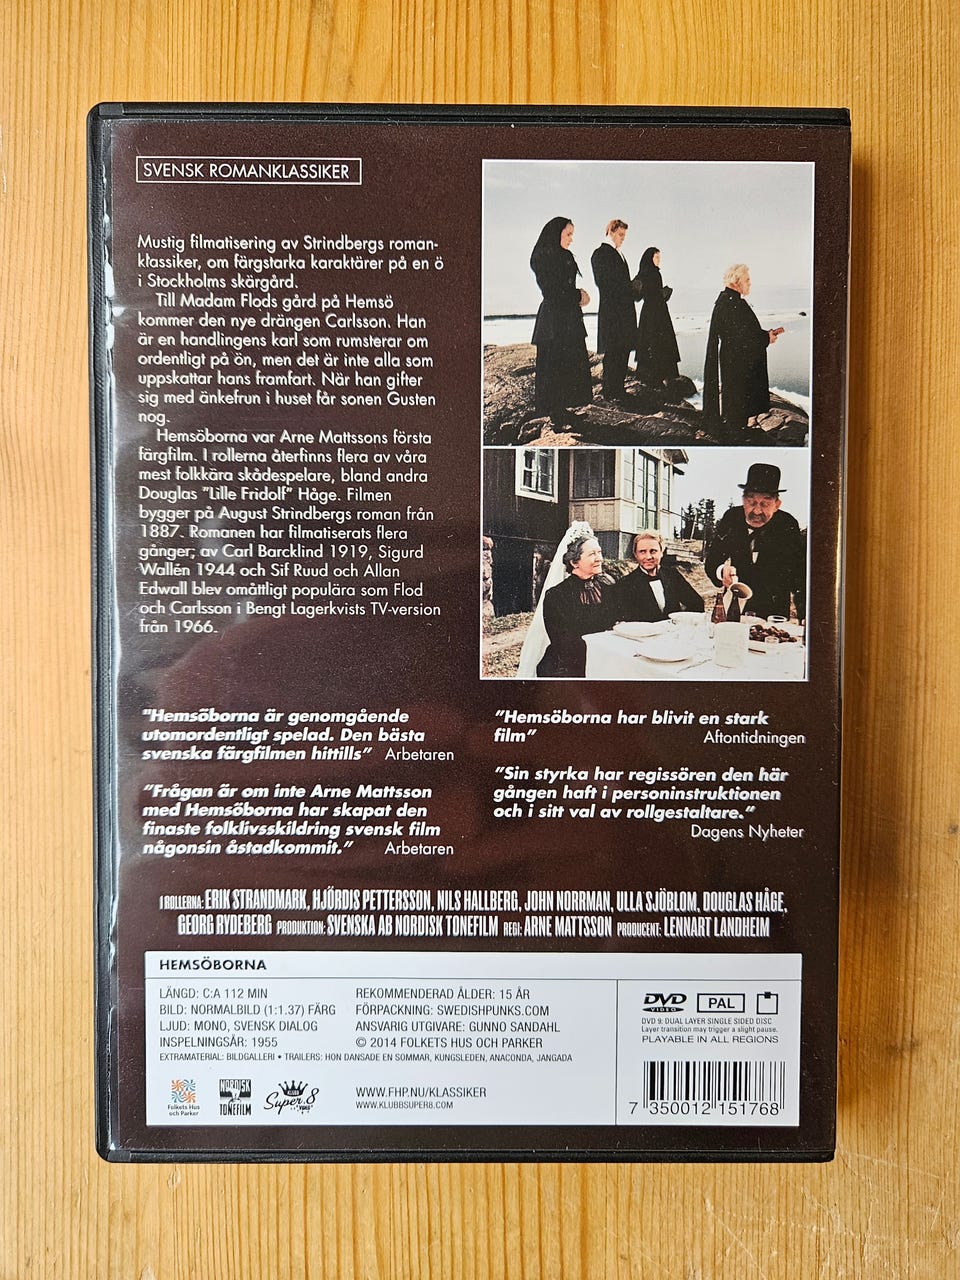 SVENSK ROMANKLASSIKER
Mustig filmatisering av Strindbergs roman-
klassiker, om färgstarka karaktärer på en ö
i Stockholms skärgård.
Till Madam Flods gård på Hemsö
kommer den nye drängen Carlsson. Han
är en handlingens karl som rumsterar om
ordentligt på ön, men det är inte alla som
uppskattar hans framfart. När han gifter
sig med änkefrun i huset får sonen Gusten
nog.
Hemsöborna var Arne Mattssons första
färgfilm. I rollerna återfinns flera av våra
mest folkkära skådespelare, bland andra
Douglas "Lille Fridolf" Håge. Filmen
bygger på August Strindbergs roman från
1887. Romanen har filmatiserats flera
gånger; av Carl Barcklind 1919, Sigurd
Wallén 1944 och Sif Ruud och Allan
Edwall blev omåttligt populära som Flod
och Carlsson i Bengt Lagerkvists TV-version
från 1966.
"Hemsöborna är genomgående
utomordentligt spelad. Den bästa
svenska färgfilmen hittills" Arbetaren
"Frågan är om inte Arne Mattsson
med Hemsöborna har skapat den
finaste folklivsskildring svensk film
någonsin åstadkommit." Arbetaren
"Hemsöborna har blivit en stark
film" Aftontidningen
"Sin styrka har regissören den här
gången haft i personinstruktionen
och i sitt val av rollgestaltare."
Dagens Nyheter
I ROLLERNA: ERIK STRANDMARK, HJÖRDIS PETTERSSON, NILS HALLBERG, JOHN NORRMAN, ULLA SJÖBLOM, DOUGLAS HÅGE,
GEORG RYDEBERG PRODUKTION: SVENSKA AB NORDISK TONEFILM REGI: ARNE MATTSSON PRODUCENT: LENNART LANDHEIM
HEMSÖBORNA
LÄNGD: C:A 112 MIN
BILD: NORMALBILD (1:1.37) FÄRG
LJUD: MONO, SVENSK DIALOG
INSPELNINGSÅR: 1955
REKOMMENDERAD ÅLDER: 15 ÅR
FÖRPACKNING: SWEDISHPUNKS.COM
ANSVARIG UTGIVARE: GUNNO SANDAHL
© 2014 FOLKETS HUS OCH PARKER
EXTRAMATERIAL: BILDGALLERI • TRAILERS: HON DANSADE EN SOMMAR, KUNGSLEDEN, ANACONDA, JANGADA
Folkets Hus
och Parker
NORDISK
TONEFILM
KLUBB
Super 8
"VIDEO"
WWW.FHP.NU/KLASSIKER
WWW.KLUBBSUPER8.COM
DVD
VIDEO
PAL
DVD 9: DUAL LAYER SINGLE SIDED DISC
Layer transition may trigger a slight pause.
PLAYABLE IN ALL REGIONS
7 350012 151768